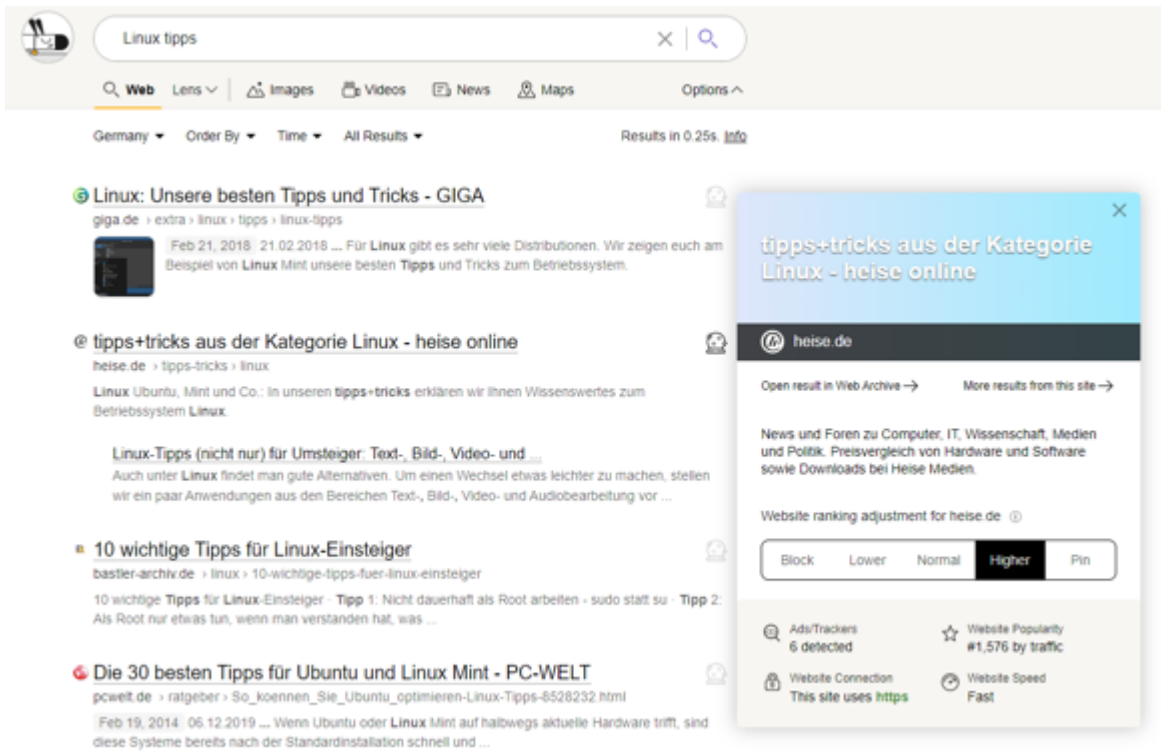 Linux tipps
Web Lens Images Videos News Maps Options
Germany Order By Time All Results Results in 0.25s. Info
Linux: Unsere besten Tipps und Tricks - GIGA
giga.de › extra › linux › tipps › linux-tipps
Feb 21, 2018 21.02.2018 ... Für Linux gibt es sehr viele Distributionen. Wir zeigen euch am
Beispiel von Linux Mint unsere besten Tipps und Tricks zum Betriebssystem.
@ tipps+tricks aus der Kategorie Linux - heise online
heise.de › tipps-tricks › linux
Linux Ubuntu, Mint und Co.: In unseren tipps+tricks erklären wir Ihnen Wissenswertes zum
Betriebssystem Linux.
Linux-Tipps (nicht nur) für Umsteiger: Text-, Bild-, Video- und ...
Auch unter Linux findet man gute Alternativen. Um einen Wechsel etwas leichter zu machen, stellen
wir ein paar Anwendungen aus den Bereichen Text-, Bild-, Video- und Audiobearbeitung vor ...
10 wichtige Tipps für Linux-Einsteiger
bastler-archiv.de › linux › 10-wichtige-tipps-fuer-linux-einsteiger
10 wichtige Tipps für Linux-Einsteiger · Tipp 1: Nicht dauerhaft als Root arbeiten - sudo statt su · Tipp 2:
Als Root nur etwas tun, wenn man verstanden hat, was ...
Die 30 besten Tipps für Ubuntu und Linux Mint - PC-WELT
pcwelt.de › ratgeber › So_koennen_Sie_Ubuntu_optimieren-Linux-Tipps-8528232.html
Feb 19, 2014 06.12.2019 ... Wenn Ubuntu oder Linux Mint auf halbwegs aktuelle Hardware trifft, sind
diese Systeme bereits nach der Standardinstallation schnell und ...
tipps+tricks aus der Kategorie
Linux - heise online
heise.de
Open result in Web Archive → More results from this site →
News und Foren zu Computer, IT, Wissenschaft, Medien
und Politik. Preisvergleich von Hardware und Software
sowie Downloads bei Heise Medien.
Website ranking adjustment for heise.de
Block Lower Normal Higher Pin
Ads/Trackers
6 detected
Website Popularity
#1,576 by traffic
Website Connection
This site uses https
Website Speed
Fast